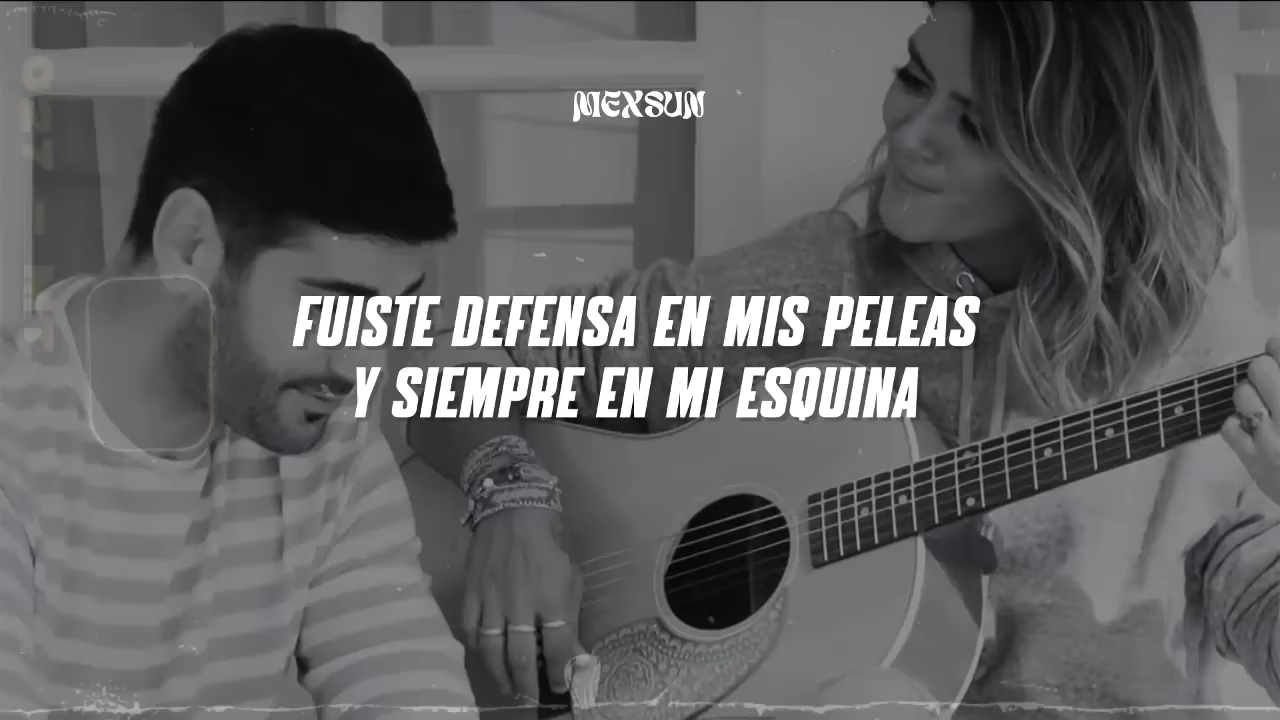 MEXSUN
FUISTE DEFENSA EN MIS PELEAS
Y SIEMPRE EN MI ESQUINA